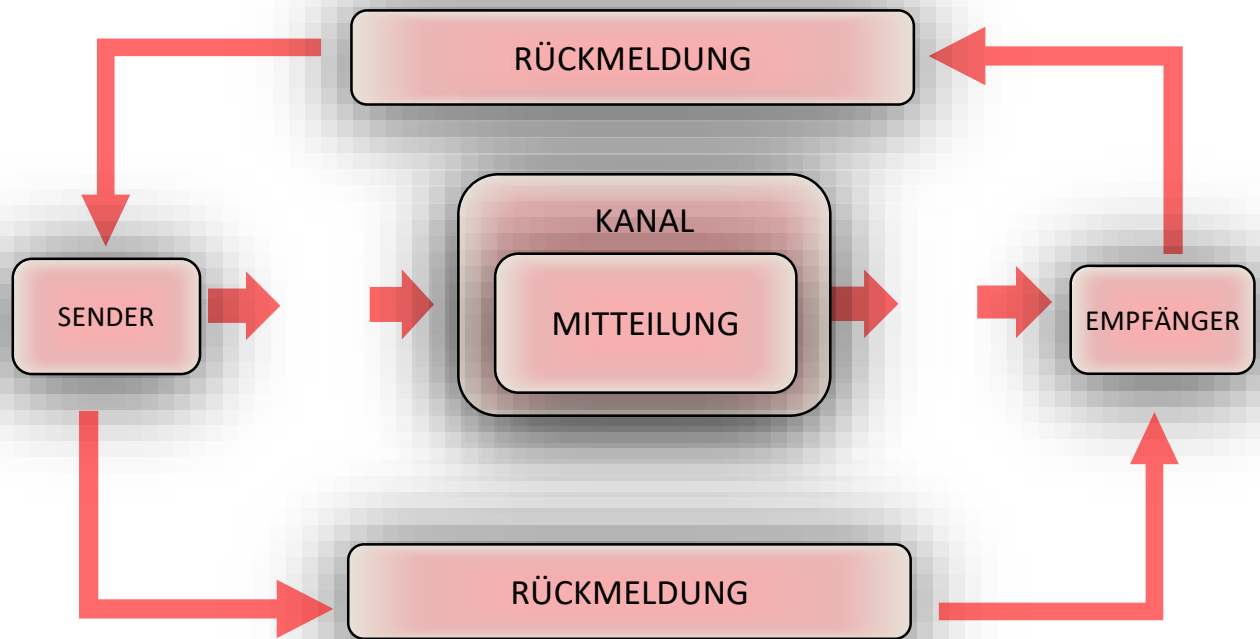 RÜCKMELDUNG
KANAL
SENDER
MITTEILUNG
EMPFÄNGER
RÜCKMELDUNG